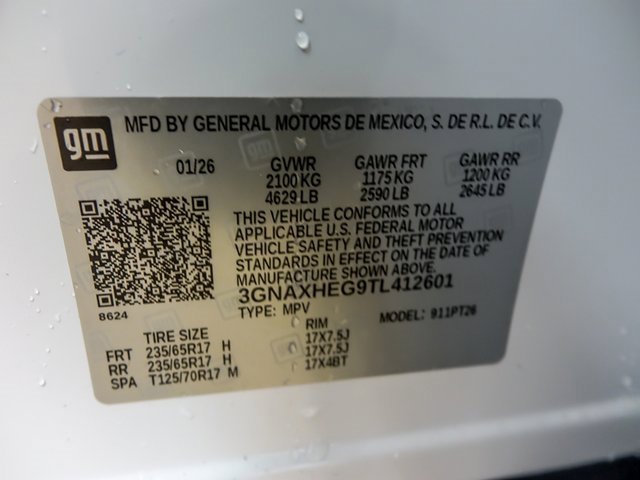 gm
MFD BY GENERAL MOTORS DE MEXICO, S. DE R.L. DE C.V.
01/26 GVWR GAWR FRT GAWR RR
2100 KG 1175 KG 1200 KG
4629 LB 2590 LB 2645 LB
THIS VEHICLE CONFORMS TO ALL
APPLICABLE U.S. FEDERAL MOTOR
VEHICLE SAFETY AND THEFT PREVENTION
STANDARDS IN EFFECT ON THE DATE OF
MANUFACTURE SHOWN ABOVE.
3GNAXHEG9TL412601
8624
TYPE: MPV MODEL: 911PT26
TIRE SIZE RIM
FRT 235/65R17 H 17X7.5J
RR 235/65R17 H 17X7.5J
SPA T125/70R17 M 17X4BT